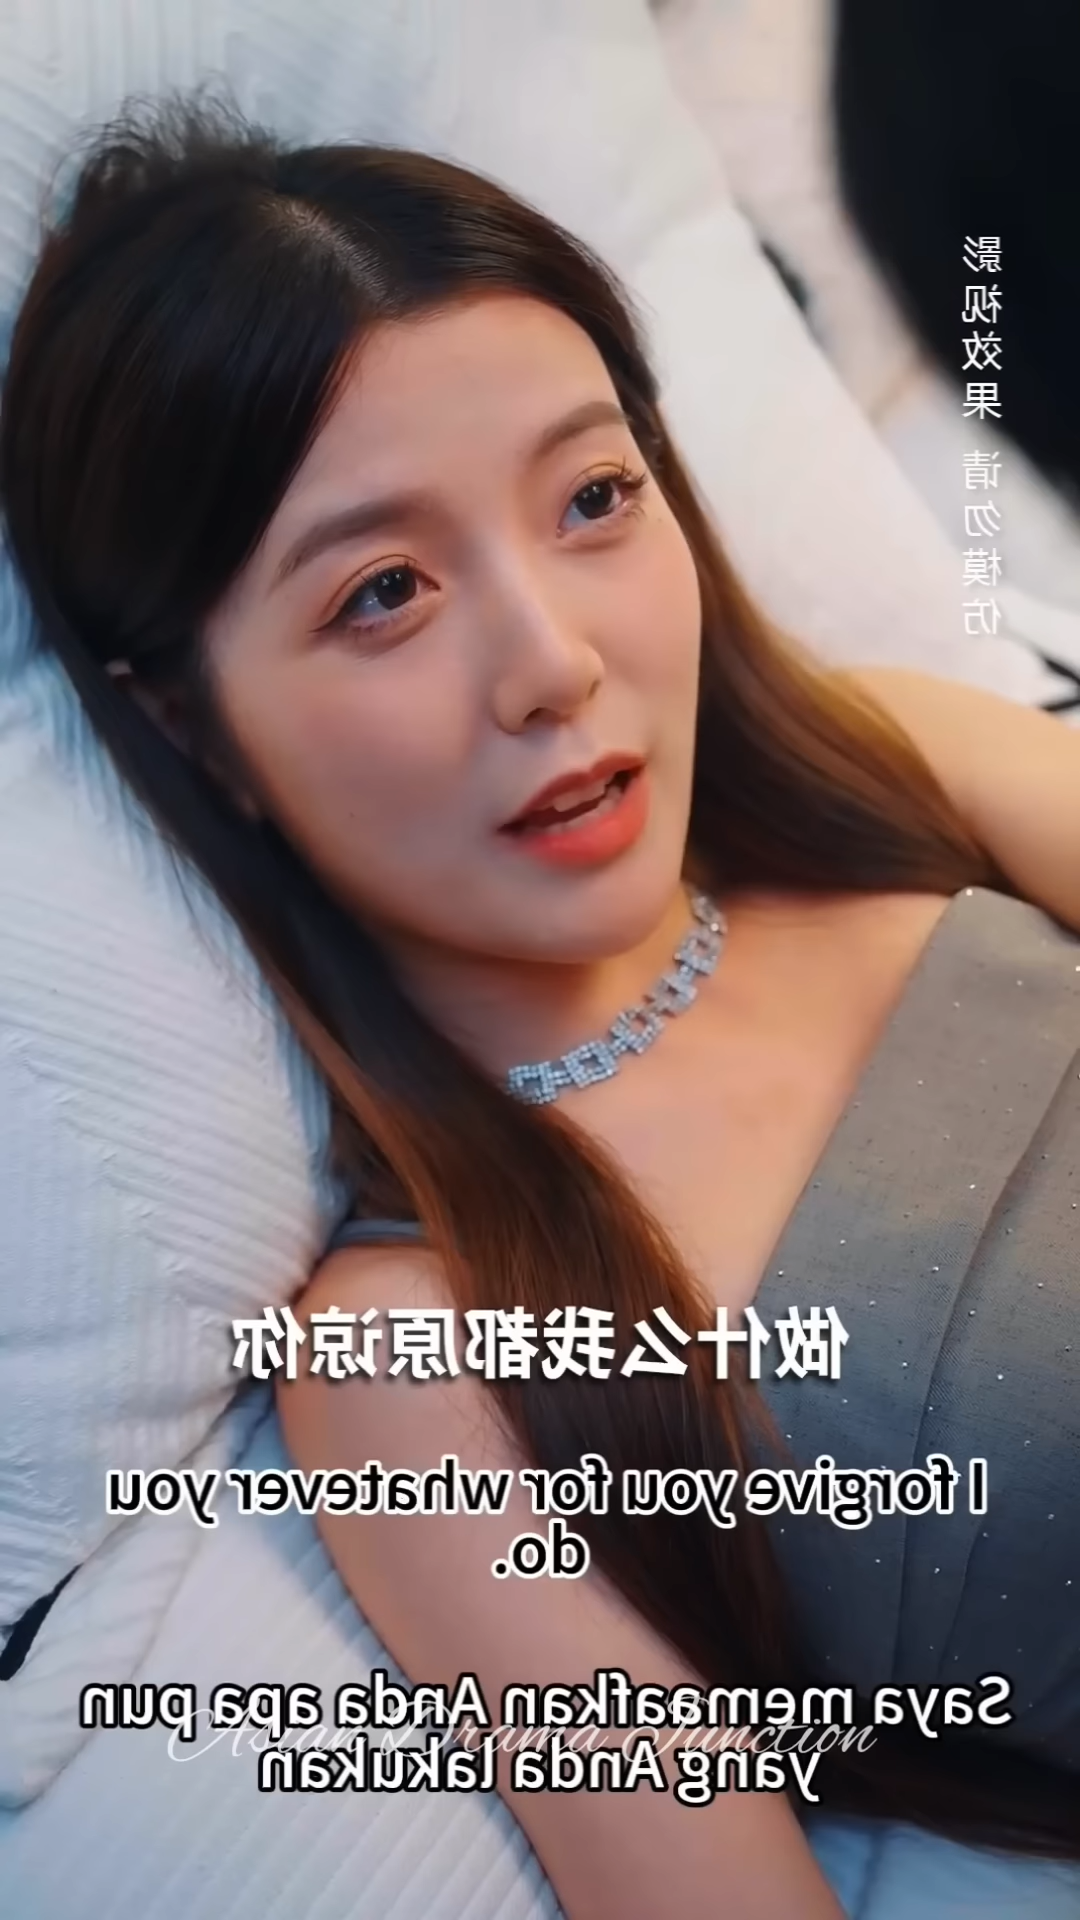 影视效果 请勿模仿
做什么我都原谅你
I forgive you for whatever you
do.
Saya memaafkan Anda apa pun
yang Anda lakukan
Asian Drama Junction